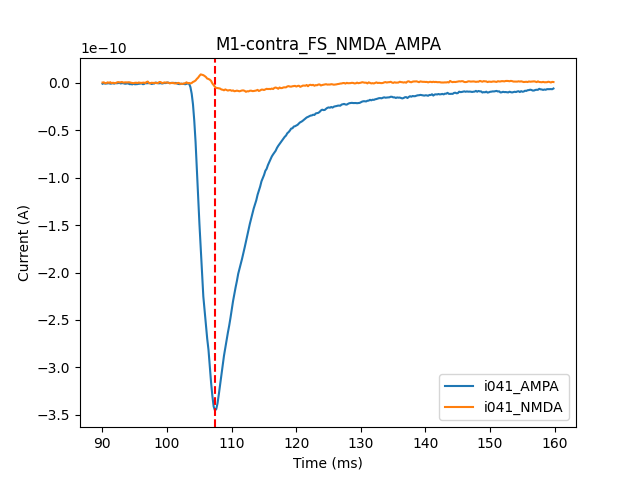 M1-contra_FS_NMDA_AMPA
1e−10
0.0
−0.5
−1.0
−1.5
−2.0
−2.5
−3.0
−3.5
Current (A)
90 100 110 120 130 140 150 160
Time (ms)
i041_AMPA
i041_NMDA